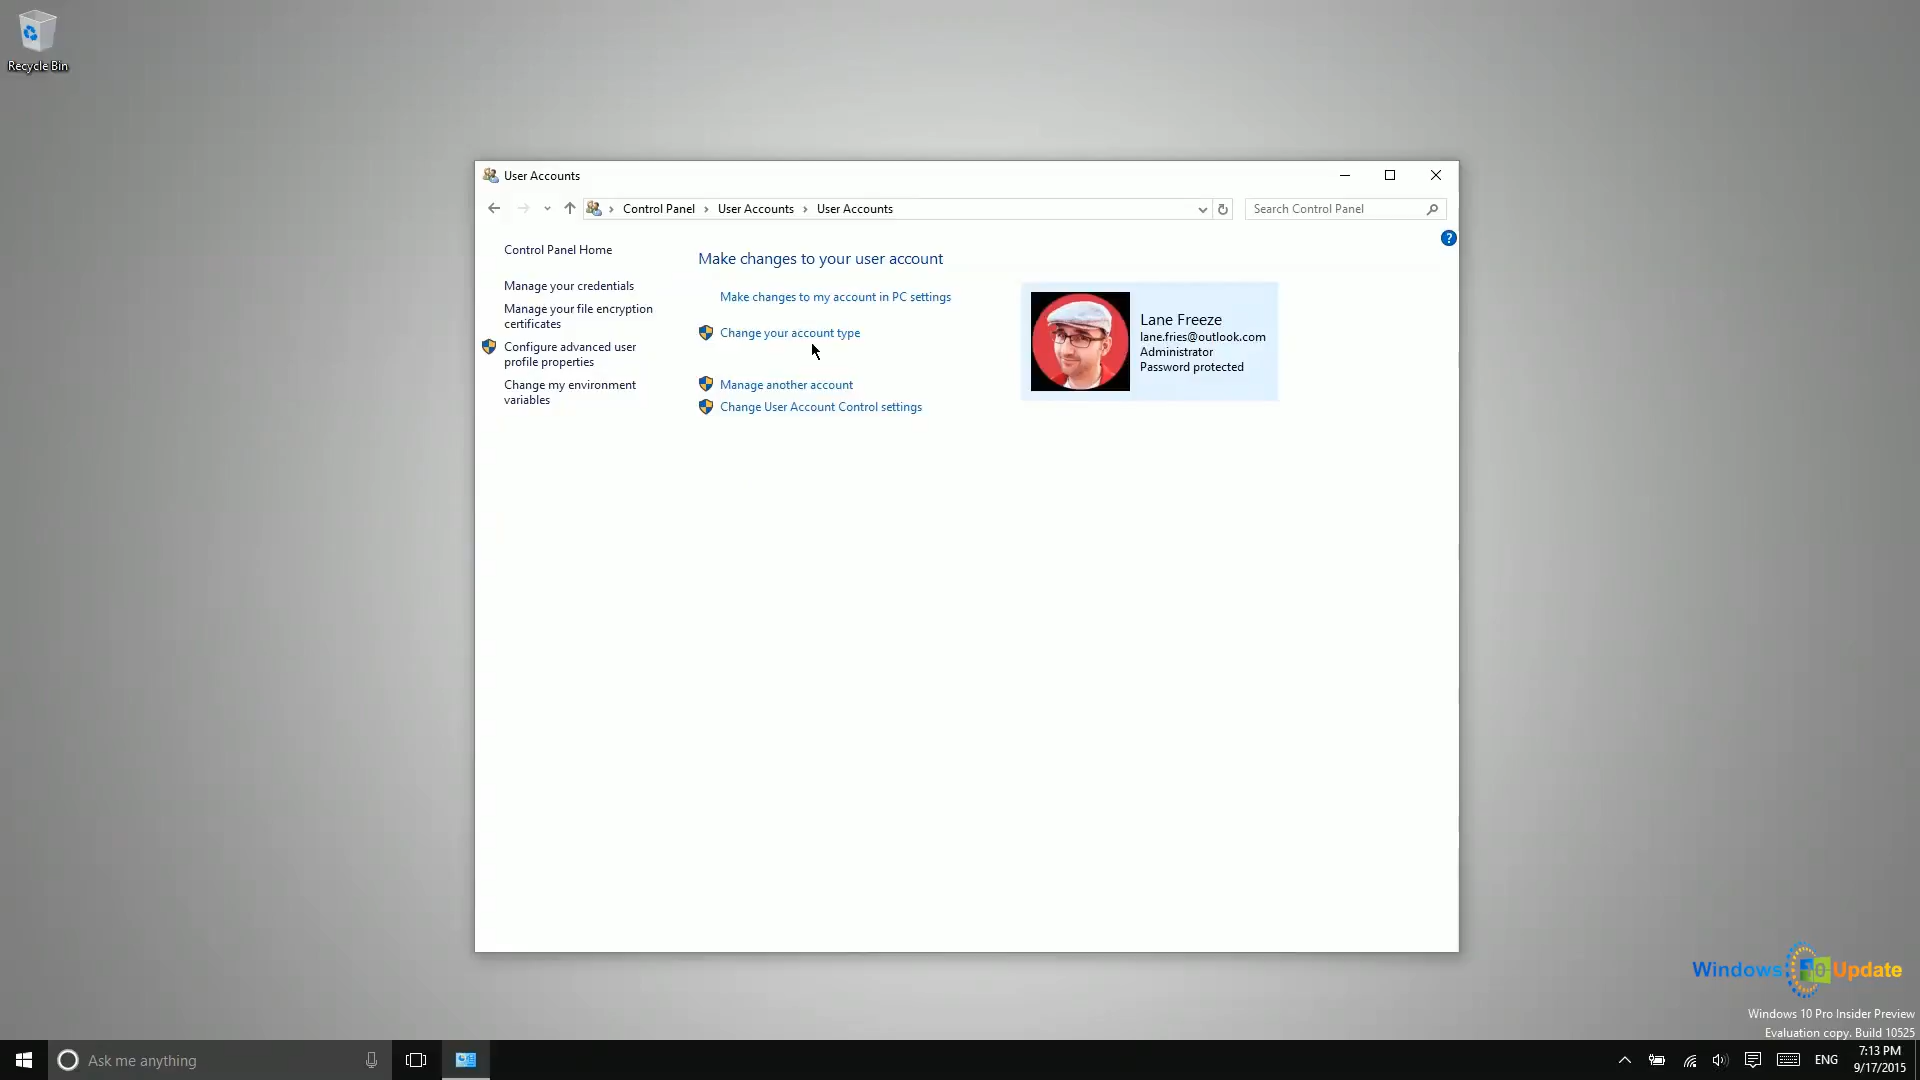 Recycle Bin
User Accounts
Control Panel › User Accounts › User Accounts
Search Control Panel
?
Control Panel Home
Make changes to your user account
Manage your credentials
Manage your file encryption
certificates
Configure advanced user
profile properties
Change my environment
variables
Make changes to my account in PC settings
Change your account type
Manage another account
Change User Account Control settings
Lane Freeze
lane.fries@outlook.com
Administrator
Password protected
Windows 10 Update
Windows 10 Pro Insider Preview
Evaluation copy. Build 10525
Ask me anything
ENG
7:13 PM
9/17/2015